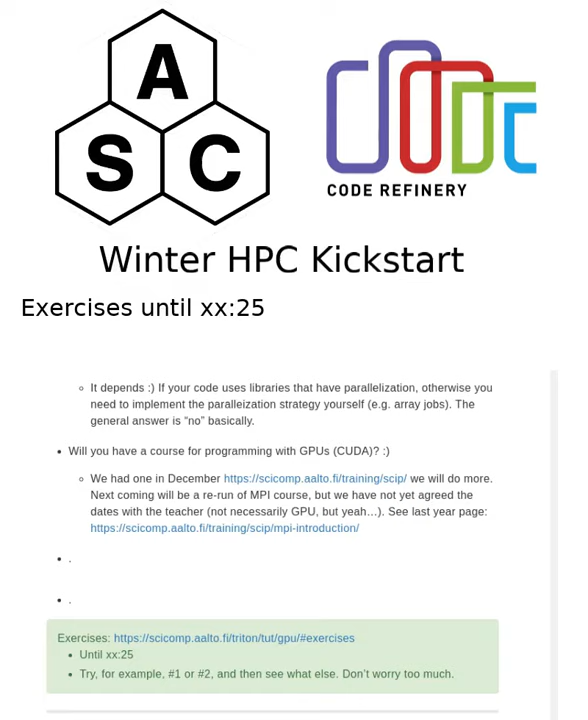 A
S C
CODE REFINERY
Winter HPC Kickstart
Exercises until xx:25
It depends :) If your code uses libraries that have parallelization, otherwise you
need to implement the paralleization strategy yourself (e.g. array jobs). The
general answer is “no” basically.
Will you have a course for programming with GPUs (CUDA)? :)
We had one in December https://scicomp.aalto.fi/training/scip/ we will do more.
Next coming will be a re-run of MPI course, but we have not yet agreed the
dates with the teacher (not necessarily GPU, but yeah…). See last year page:
https://scicomp.aalto.fi/training/scip/mpi-introduction/
.
.
Exercises: https://scicomp.aalto.fi/triton/tut/gpu/#exercises
Until xx:25
Try, for example, #1 or #2, and then see what else. Don’t worry too much.